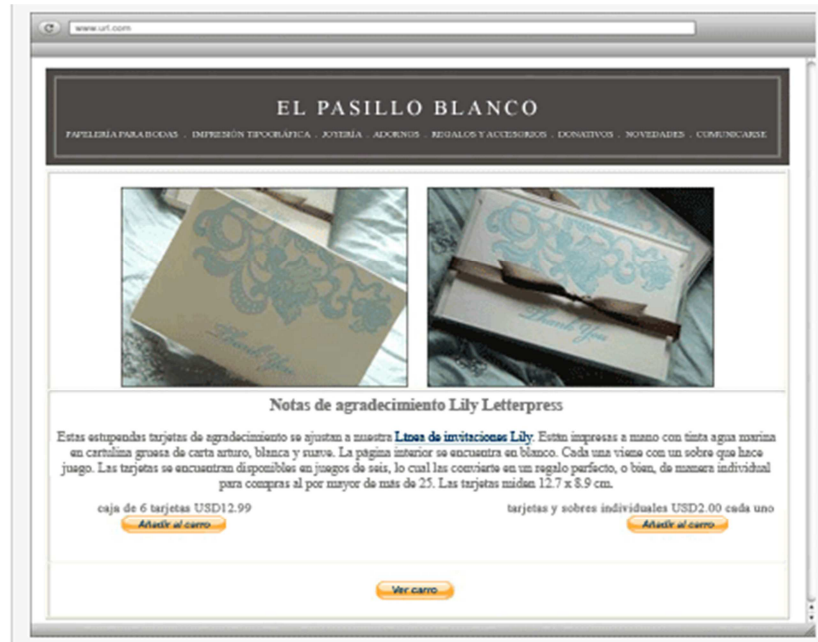 www.url.com
EL PASILLO BLANCO
PAPELERÍA PARA BODAS . IMPRESIÓN TIPOGRÁFICA . JOYERÍA . ADORNOS . REGALOS Y ACCESORIOS . DONATIVOS . NOVEDADES . COMUNICARSE
Thank You
Thank You
Notas de agradecimiento Lily Letterpress
Estas estupendas tarjetas de agradecimiento se ajustan a nuestra Línea de invitaciones Lily. Están impresas a mano con tinta agua marina
en cartulina gruesa de carta arturo, blanca y suave. La página interior se encuentra en blanco. Cada una viene con un sobre que hace
juego. Las tarjetas se encuentran disponibles en juegos de seis, lo cual las convierte en un regalo perfecto, o bien, de manera individual
para compras al por mayor de más de 25. Las tarjetas miden 12.7 x 8.9 cm.
caja de 6 tarjetas USD12.99
Añadir al carro
tarjetas y sobres individuales USD2.00 cada uno
Añadir al carro
Ver carro